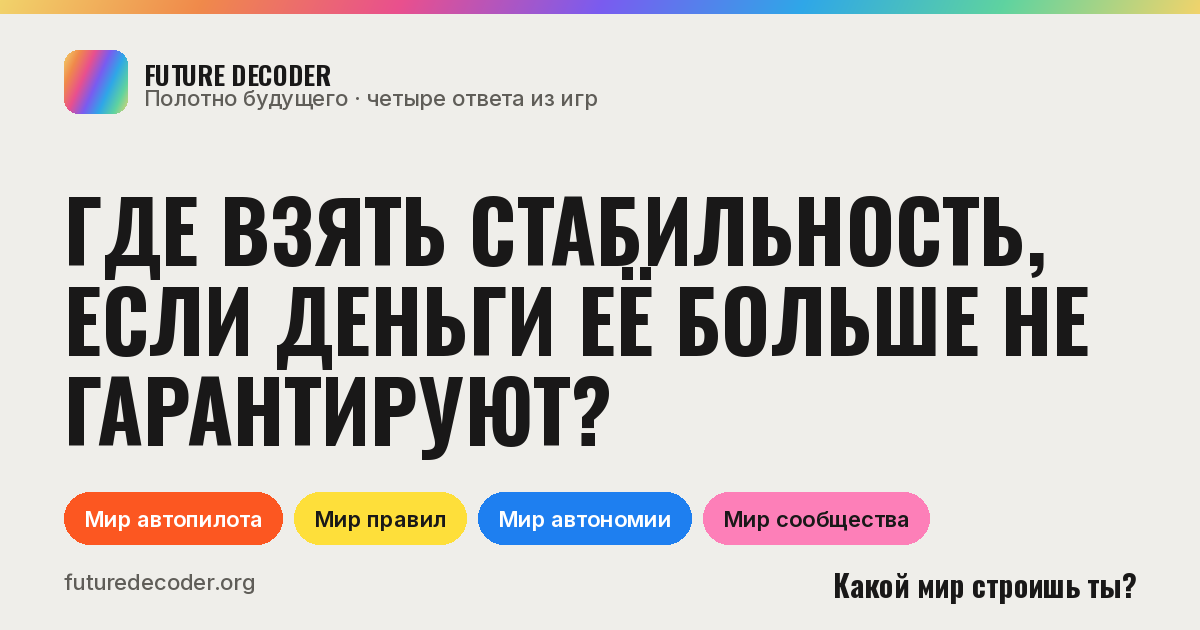 FUTURE DECODER
Полотно будущего · четыре ответа из игр
ГДЕ ВЗЯТЬ СТАБИЛЬНОСТЬ,
ЕСЛИ ДЕНЬГИ ЕЁ БОЛЬШЕ НЕ
ГАРАНТИРУЮТ?
Мир автопилота Мир правил Мир автономии Мир сообщества
futuredecoder.org Какой мир строишь ты?